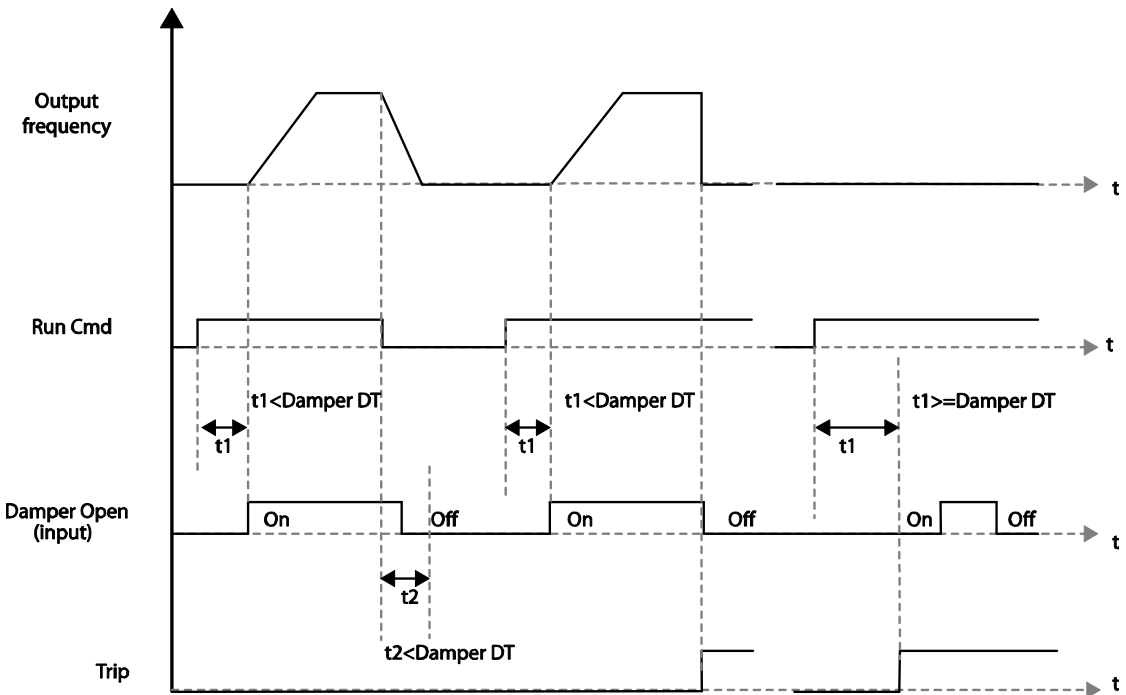 Output
frequency
t
Run Cmd
t
t1<Damper DT
t1<Damper DT
t1>=Damper DT
t1
t1
t1
Damper Open
(input)
On
Off
On
Off
On
Off
t
t2
t2<Damper DT
Trip
t